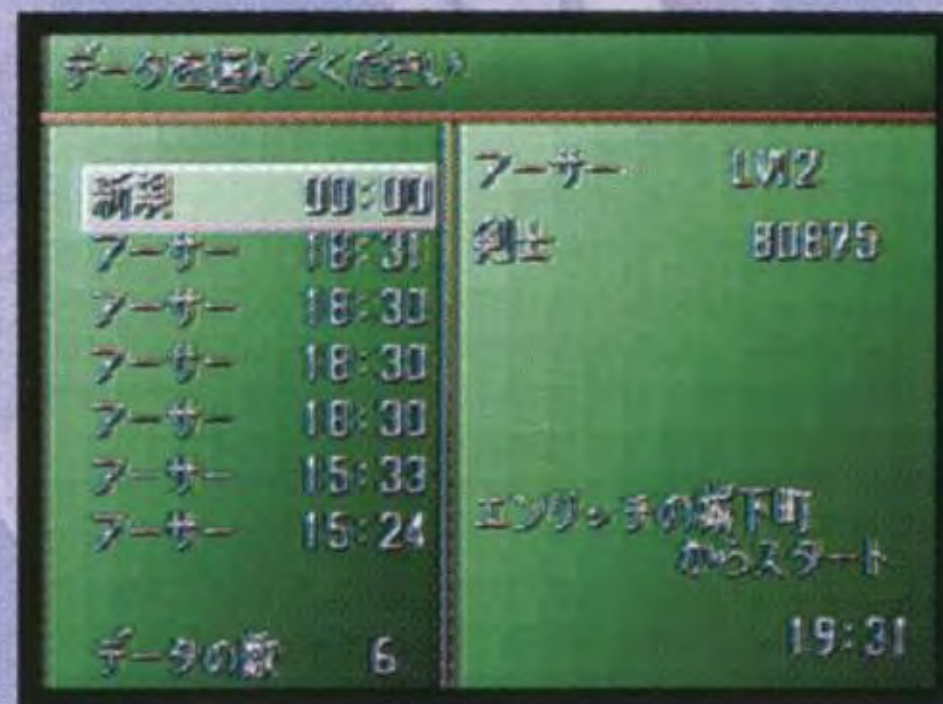 データを選んでください
新規 00:00
アーサー 18:31
アーサー 18:30
アーサー 18:30
アーサー 18:30
アーサー 15:33
アーサー 15:24
データの数 6
アーサー LV12
剣士 80875
エンリッチの城下町
からスタート
19:31